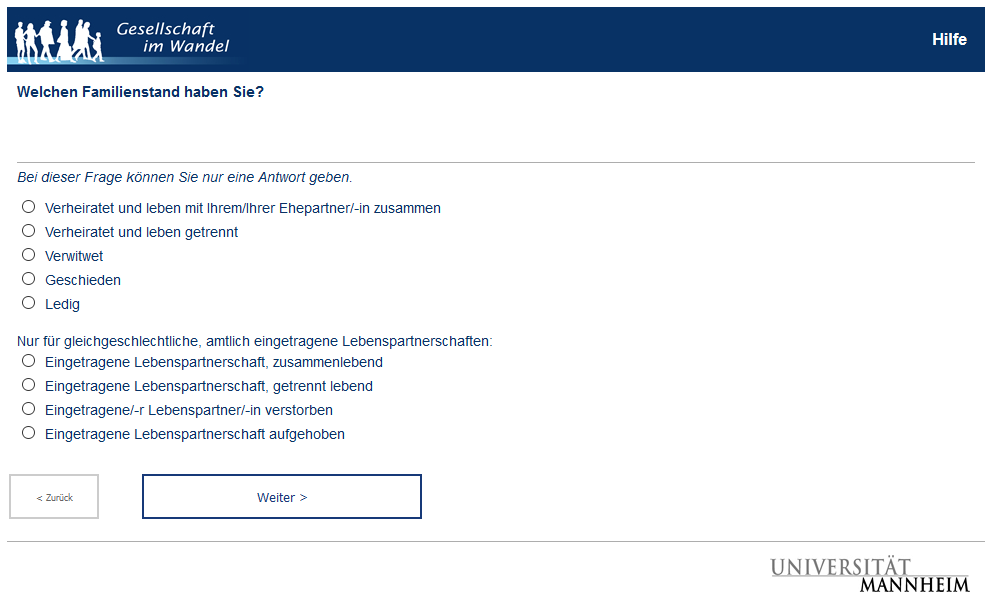 Gesellschaft
im Wandel
Hilfe
Welchen Familienstand haben Sie?
Bei dieser Frage können Sie nur eine Antwort geben.
Verheiratet und leben mit Ihrem/Ihrer Ehepartner/-in zusammen
Verheiratet und leben getrennt
Verwitwet
Geschieden
Ledig
Nur für gleichgeschlechtliche, amtlich eingetragene Lebenspartnerschaften:
Eingetragene Lebenspartnerschaft, zusammenlebend
Eingetragene Lebenspartnerschaft, getrennt lebend
Eingetragene/-r Lebenspartner/-in verstorben
Eingetragene Lebenspartnerschaft aufgehoben
< Zurück
Weiter >
UNIVERSITÄT
MANNHEIM